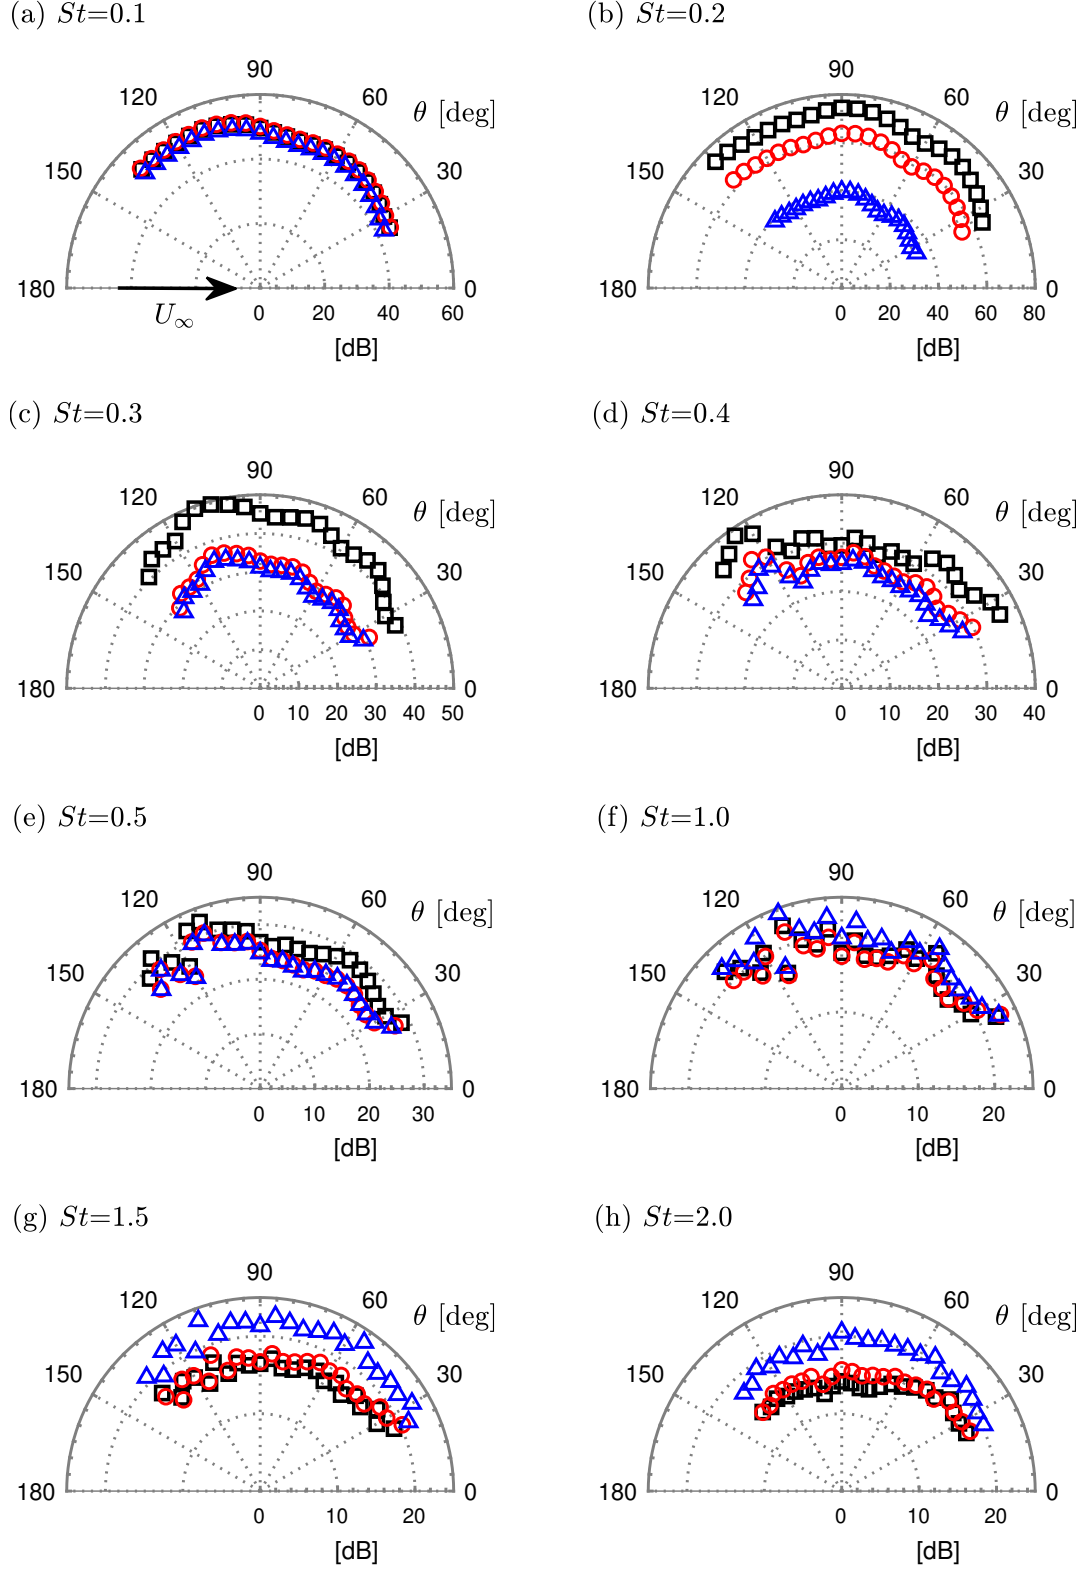 (a) St=0.1
90
120
60
θ [deg]
150
30
180
0
U∞
0 20 40 60
[dB]
(b) St=0.2
90
120
60
θ [deg]
150
30
180
0
0 20 40 60 80
[dB]
(c) St=0.3
90
120
60
θ [deg]
150
30
180
0
0 10 20 30 40 50
[dB]
(d) St=0.4
90
120
60
θ [deg]
150
30
180
0
0 10 20 30 40
[dB]
(e) St=0.5
90
120
60
θ [deg]
150
30
180
0
0 10 20 30
[dB]
(f) St=1.0
90
120
60
θ [deg]
150
30
180
0
0 10 20
[dB]
(g) St=1.5
90
120
60
θ [deg]
150
30
180
0
0 10 20
[dB]
(h) St=2.0
90
120
60
θ [deg]
150
30
180
0
0 10 20
[dB]